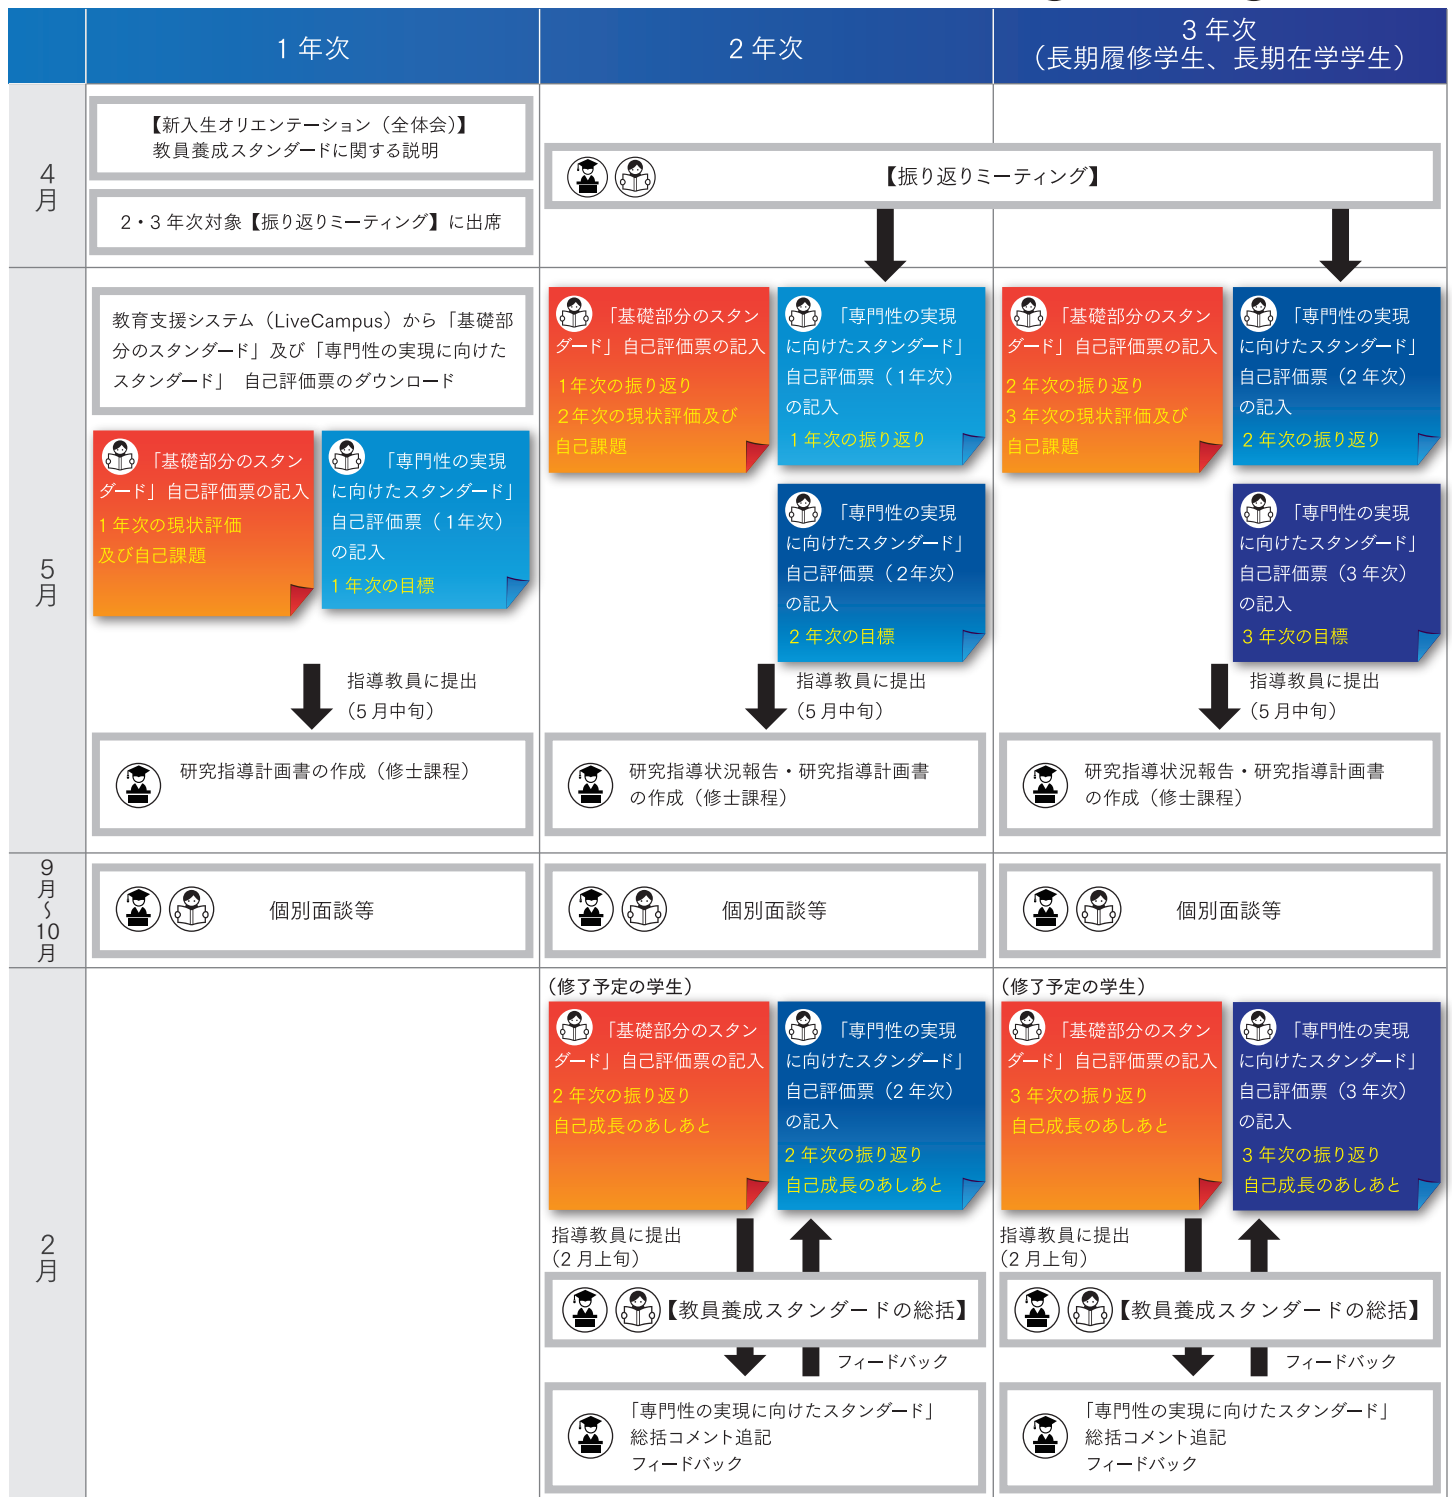 1 年次
2 年次
3 年次
（長期履修学生、長期在学学生）
4月
【新入生オリエンテーション（全体会）】
教員養成スタンダードに関する説明
2・3 年次対象【振り返りミーティング】に出席
【振り返りミーティング】
5月
教育支援システム（LiveCampus）から「基礎部
分のスタンダード」及び「専門性の実現に向けた
スタンダード」 自己評価票のダウンロード
「基礎部分のスタン
ダード」自己評価票の記入
1 年次の現状評価
及び自己課題
「専門性の実現
に向けたスタンダード」
自己評価票（1年次）
の記入
1 年次の目標
指導教員に提出
（5 月中旬）
研究指導計画書の作成（修士課程）
「基礎部分のスタン
ダード」自己評価票の記入
1年次の振り返り
2年次の現状評価及び
自己課題
「専門性の実現
に向けたスタンダード」
自己評価票（1年次）
の記入
1 年次の振り返り
「専門性の実現
に向けたスタンダード」
自己評価票（2年次）
の記入
2 年次の目標
指導教員に提出
（5 月中旬）
研究指導状況報告・研究指導計画書
の作成（修士課程）
「基礎部分のスタン
ダード」自己評価票の記入
2 年次の振り返り
3 年次の現状評価及び
自己課題
「専門性の実現
に向けたスタンダード」
自己評価票（2 年次）
の記入
2 年次の振り返り
「専門性の実現
に向けたスタンダード」
自己評価票（3 年次）
の記入
3 年次の目標
指導教員に提出
（5 月中旬）
研究指導状況報告・研究指導計画書
の作成（修士課程）
9月〜10月
個別面談等
個別面談等
個別面談等
2月
（修了予定の学生）
「基礎部分のスタン
ダード」自己評価票の記入
2 年次の振り返り
自己成長のあしあと
「専門性の実現
に向けたスタンダード」
自己評価票（2 年次）
の記入
2 年次の振り返り
自己成長のあしあと
指導教員に提出
（2 月上旬）
【教員養成スタンダードの総括】
フィードバック
「専門性の実現に向けたスタンダード」
総括コメント追記
フィードバック
（修了予定の学生）
「基礎部分のスタン
ダード」自己評価票の記入
3 年次の振り返り
自己成長のあしあと
「専門性の実現
に向けたスタンダード」
自己評価票（3 年次）
の記入
3 年次の振り返り
自己成長のあしあと
指導教員に提出
（2 月上旬）
【教員養成スタンダードの総括】
フィードバック
「専門性の実現に向けたスタンダード」
総括コメント追記
フィードバック